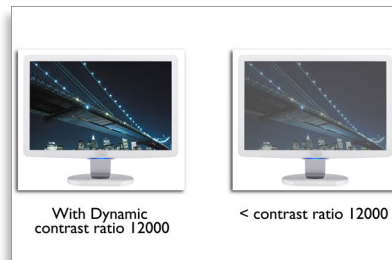 With Dynamic
contrast ratio 12000
< contrast ratio 12000